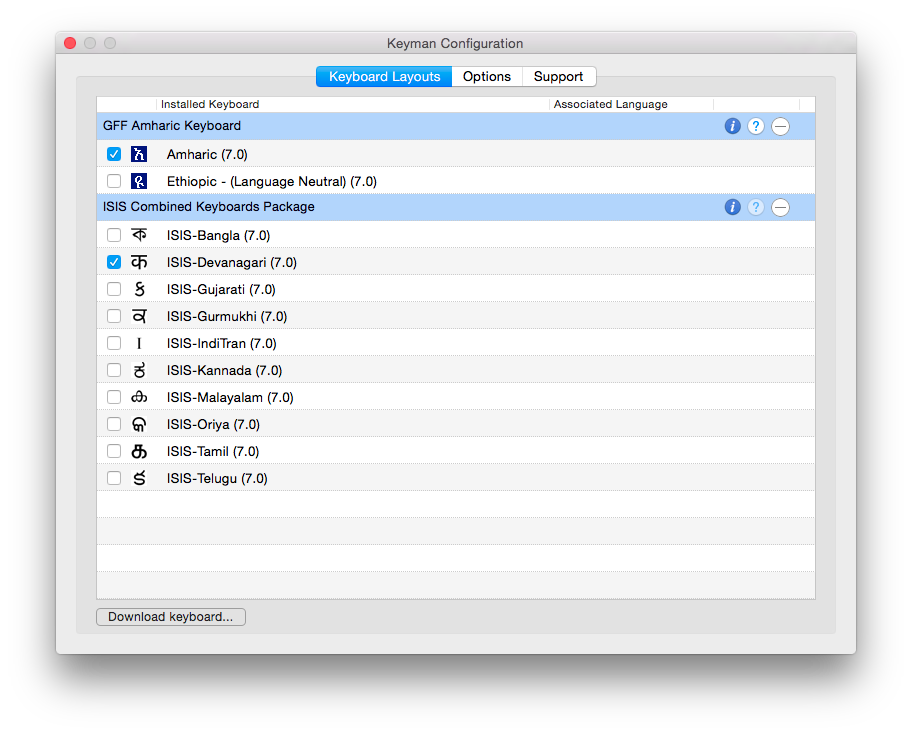 Keyman Configuration
Keyboard Layouts Options Support
Installed Keyboard Associated Language
GFF Amharic Keyboard i ?
አ Amharic (7.0)
ዩ Ethiopic - (Language Neutral) (7.0)
ISIS Combined Keyboards Package i ?
ক ISIS-Bangla (7.0)
क ISIS-Devanagari (7.0)
ક ISIS-Gujarati (7.0)
ਕ ISIS-Gurmukhi (7.0)
I ISIS-IndiTran (7.0)
ಕ ISIS-Kannada (7.0)
ക ISIS-Malayalam (7.0)
କ ISIS-Oriya (7.0)
க ISIS-Tamil (7.0)
క ISIS-Telugu (7.0)
Download keyboard...